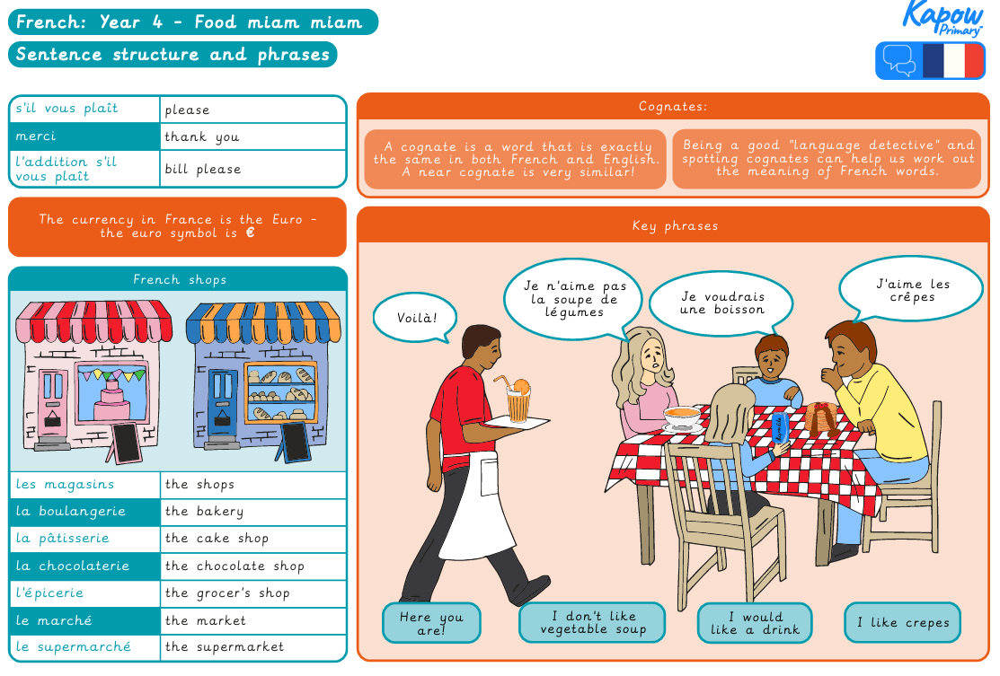 French: Year 4 - Food miam miam
Sentence structure and phrases
Kapow
Primary™
s'il vous plaît
please
merci
thank you
l'addition s'il
vous plaît
bill please
The currency in France is the Euro -
the euro symbol is €
French shops
les magasins
the shops
la boulangerie
the bakery
la pâtisserie
the cake shop
la chocolaterie
the chocolate shop
l'épicerie
the grocer's shop
le marché
the market
le supermarché
the supermarket
Cognates:
A cognate is a word that is exactly
the same in both French and English.
A near cognate is very similar!
Being a good "language detective" and
spotting cognates can help us work out
the meaning of French words.
Key phrases
Voilà!
Je n'aime pas
la soupe de
légumes
Je voudrais
une boisson
J'aime les
crêpes
Here you
are!
I don't like
vegetable soup
I would
like a drink
I like crepes